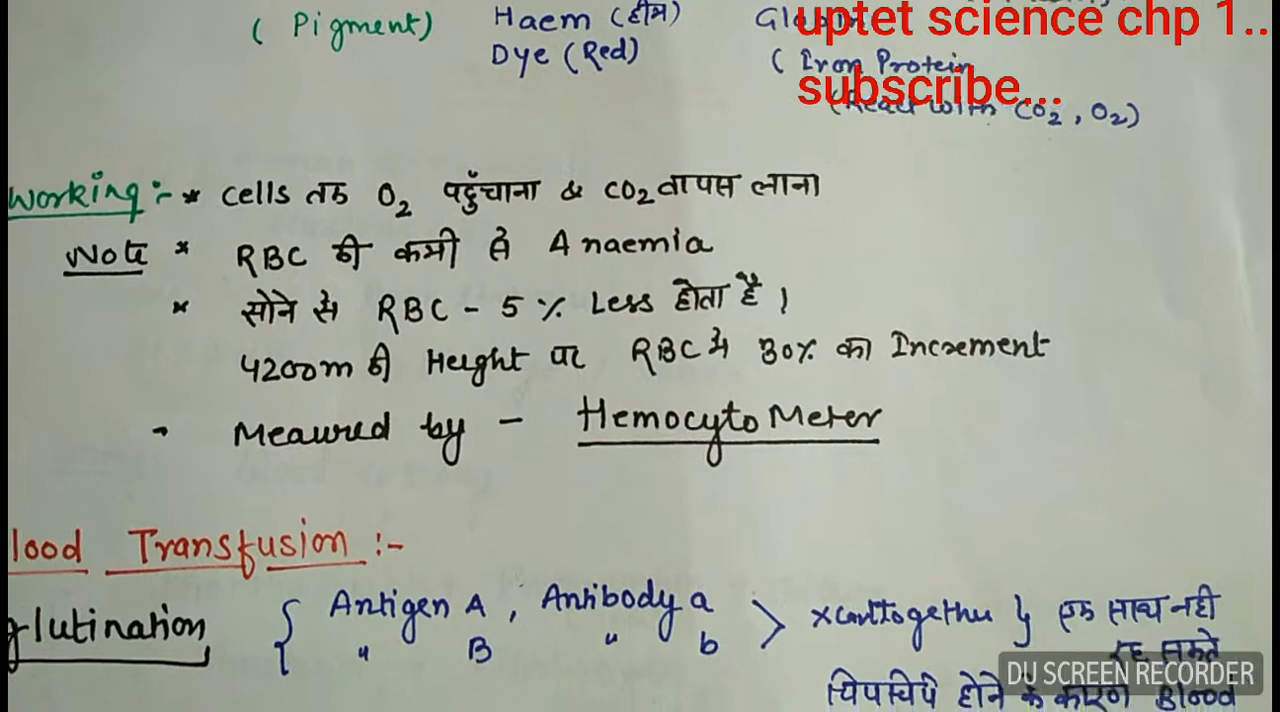 ( Pigment) Haem (हीम)
Dye (Red) ( Iron Protein
(React with CO2, O2)
uptet science chp 1...
subscribe...
Working :- * Cells तक O2 पहुँचाना & CO2 वापस लाना
Note * RBC की कमी से Anaemia
* सोने से RBC - 5 % Less होता है।
4200m की Height पर RBC में 30% का Increment
- Meaured by - HemocytoMeter
lood Transfusion :-
glutination { Antigen A, Antibody a > x canttogether } एक साथ नही
" B " b रह सकते
चिपचिपे होने के कारण Blood
DU SCREEN RECORDER